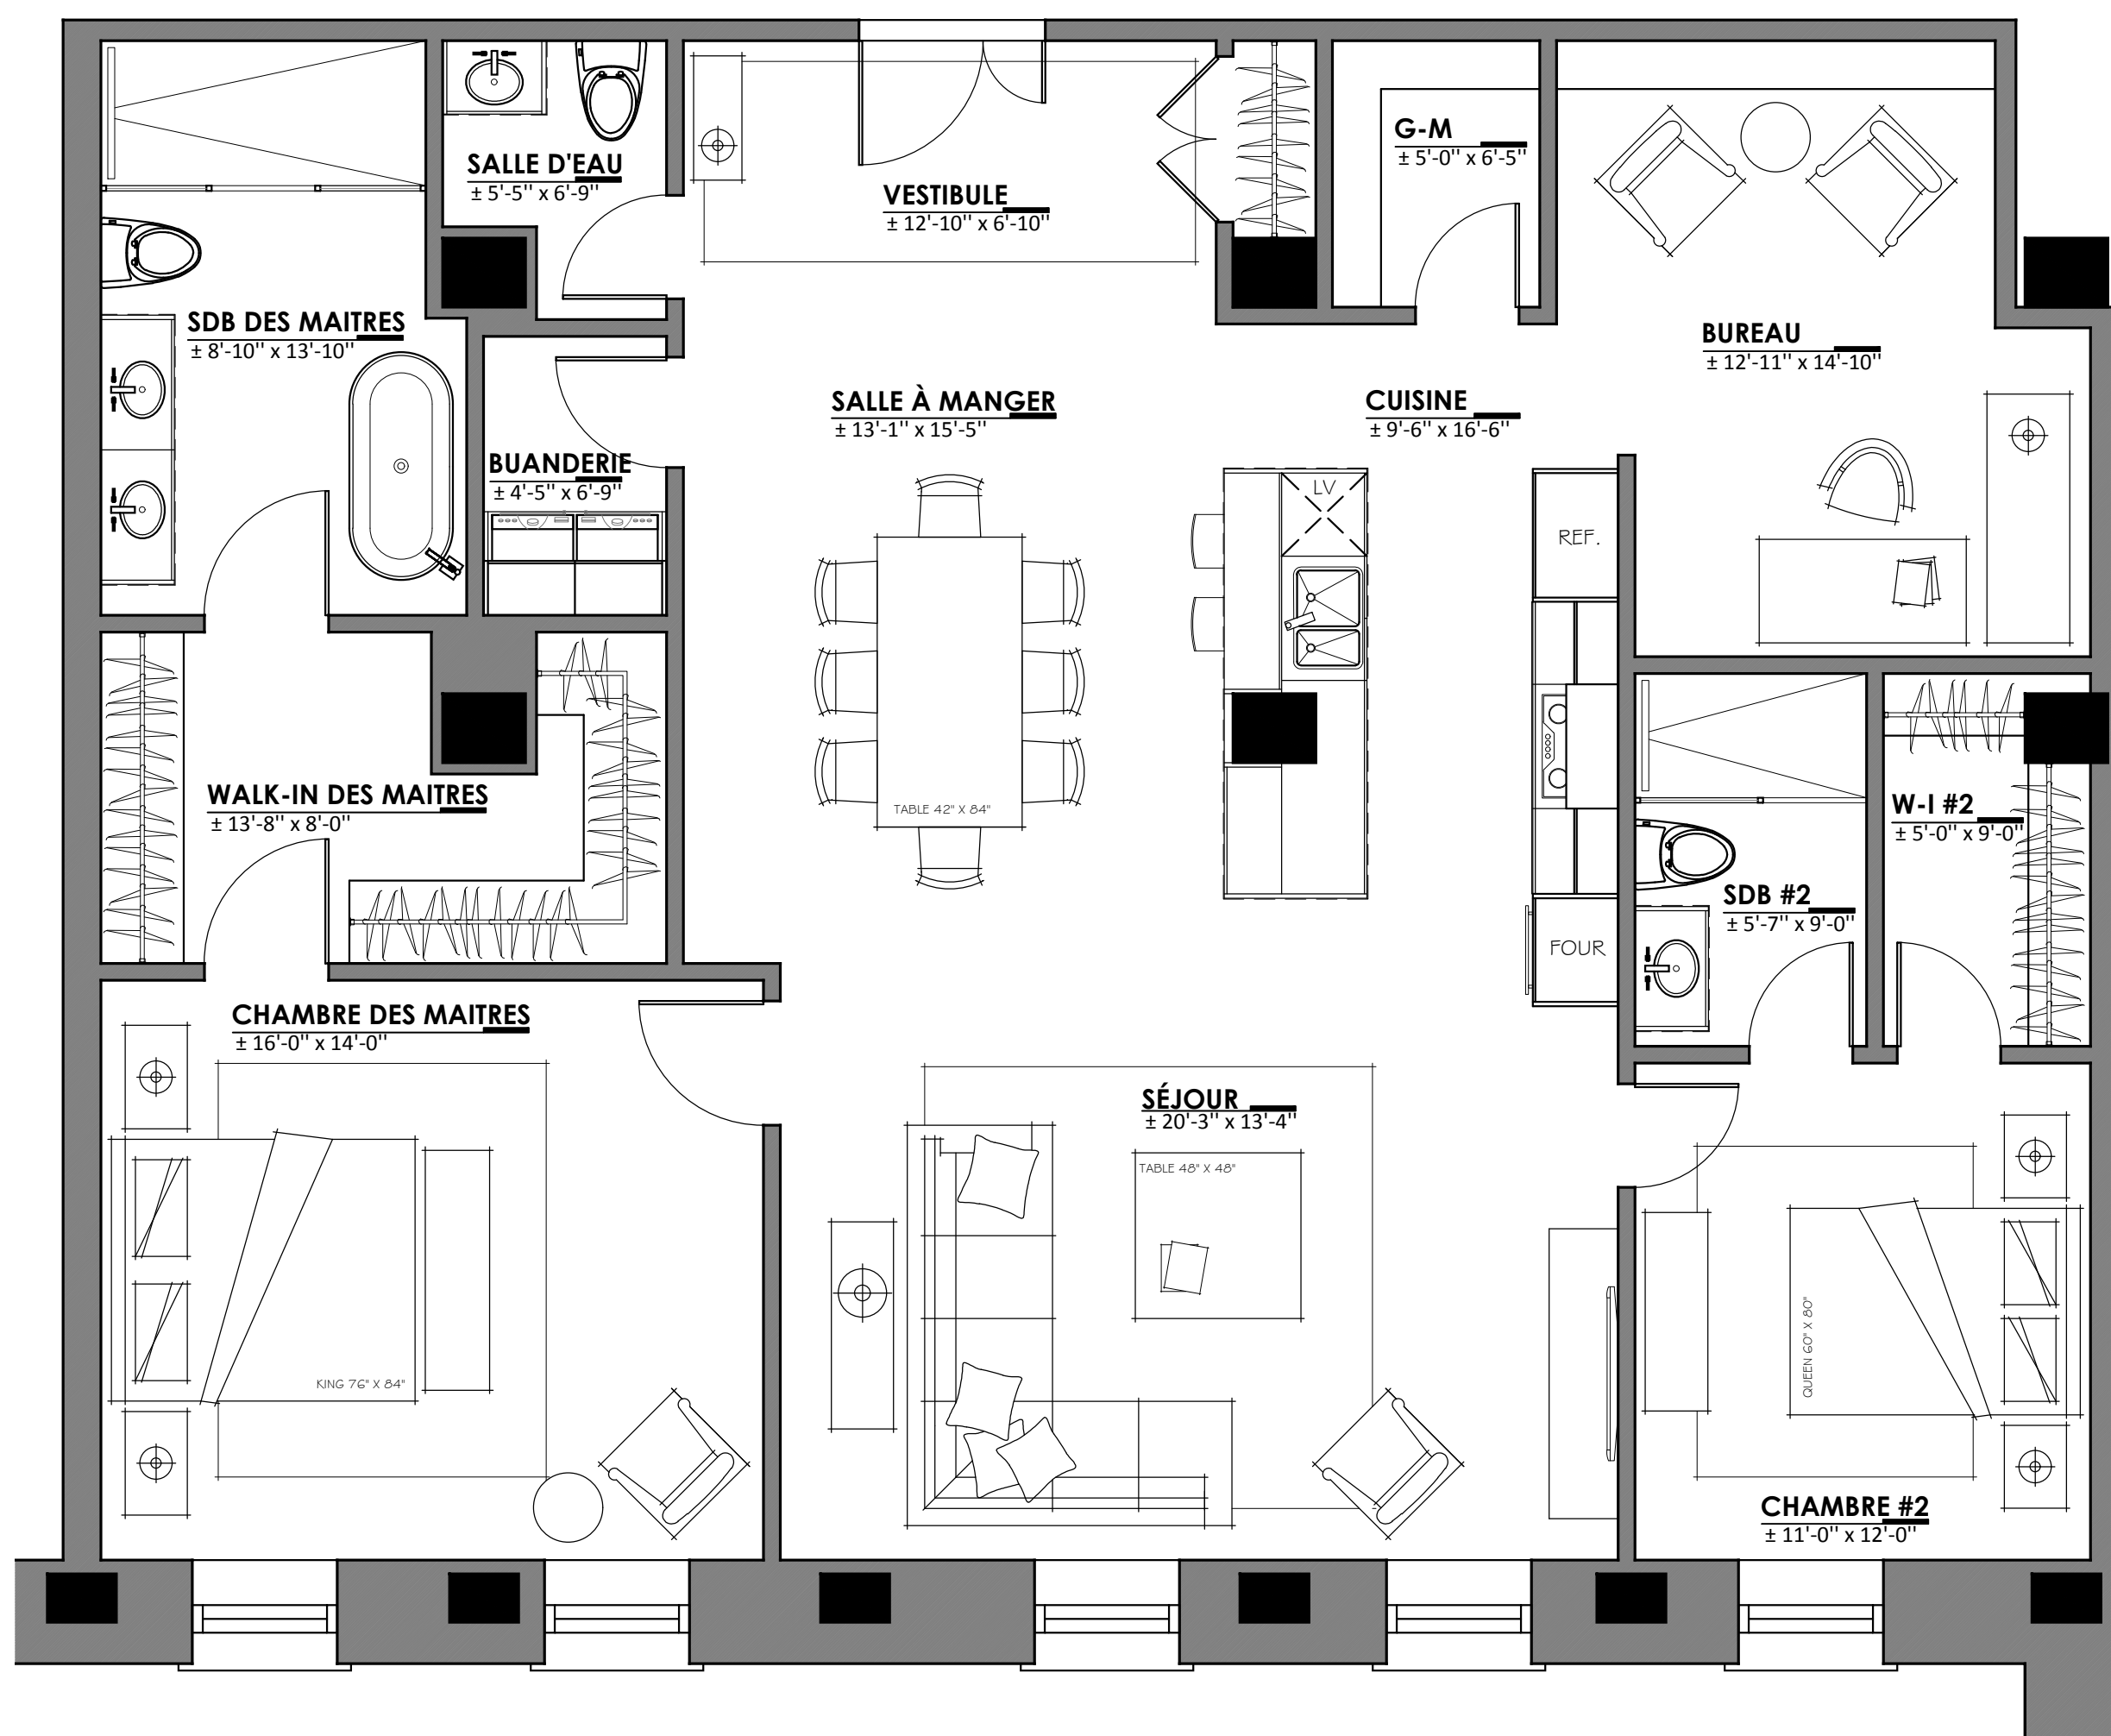 SALLE D'EAU
± 5'-5" x 6'-9"
G-M
± 5'-0" x 6'-5"
VESTIBULE
± 12'-10" x 6'-10"
SDB DES MAITRES
± 8'-10" x 13'-10"
BUREAU
± 12'-11" x 14'-10"
SALLE À MANGER
± 13'-1" x 15'-5"
CUISINE
± 9'-6" x 16'-6"
BUANDERIE
± 4'-5" x 6'-9"
LV
REF.
TABLE 42" X 84"
WALK-IN DES MAITRES
± 13'-8" x 8'-0"
W-I #2
± 5'-0" x 9'-0"
SDB #2
± 5'-7" x 9'-0"
FOUR
CHAMBRE DES MAITRES
± 16'-0" x 14'-0"
SÉJOUR
± 20'-3" x 13'-4"
TABLE 48" X 48"
KING 76" X 84"
QUEEN 60" X 80"
CHAMBRE #2
± 11'-0" x 12'-0"